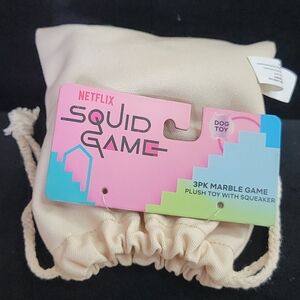 NETFLIX
SQUID
GAME
DOG
TOY
3PK MARBLE GAME
PLUSH TOY WITH SQUEAKER